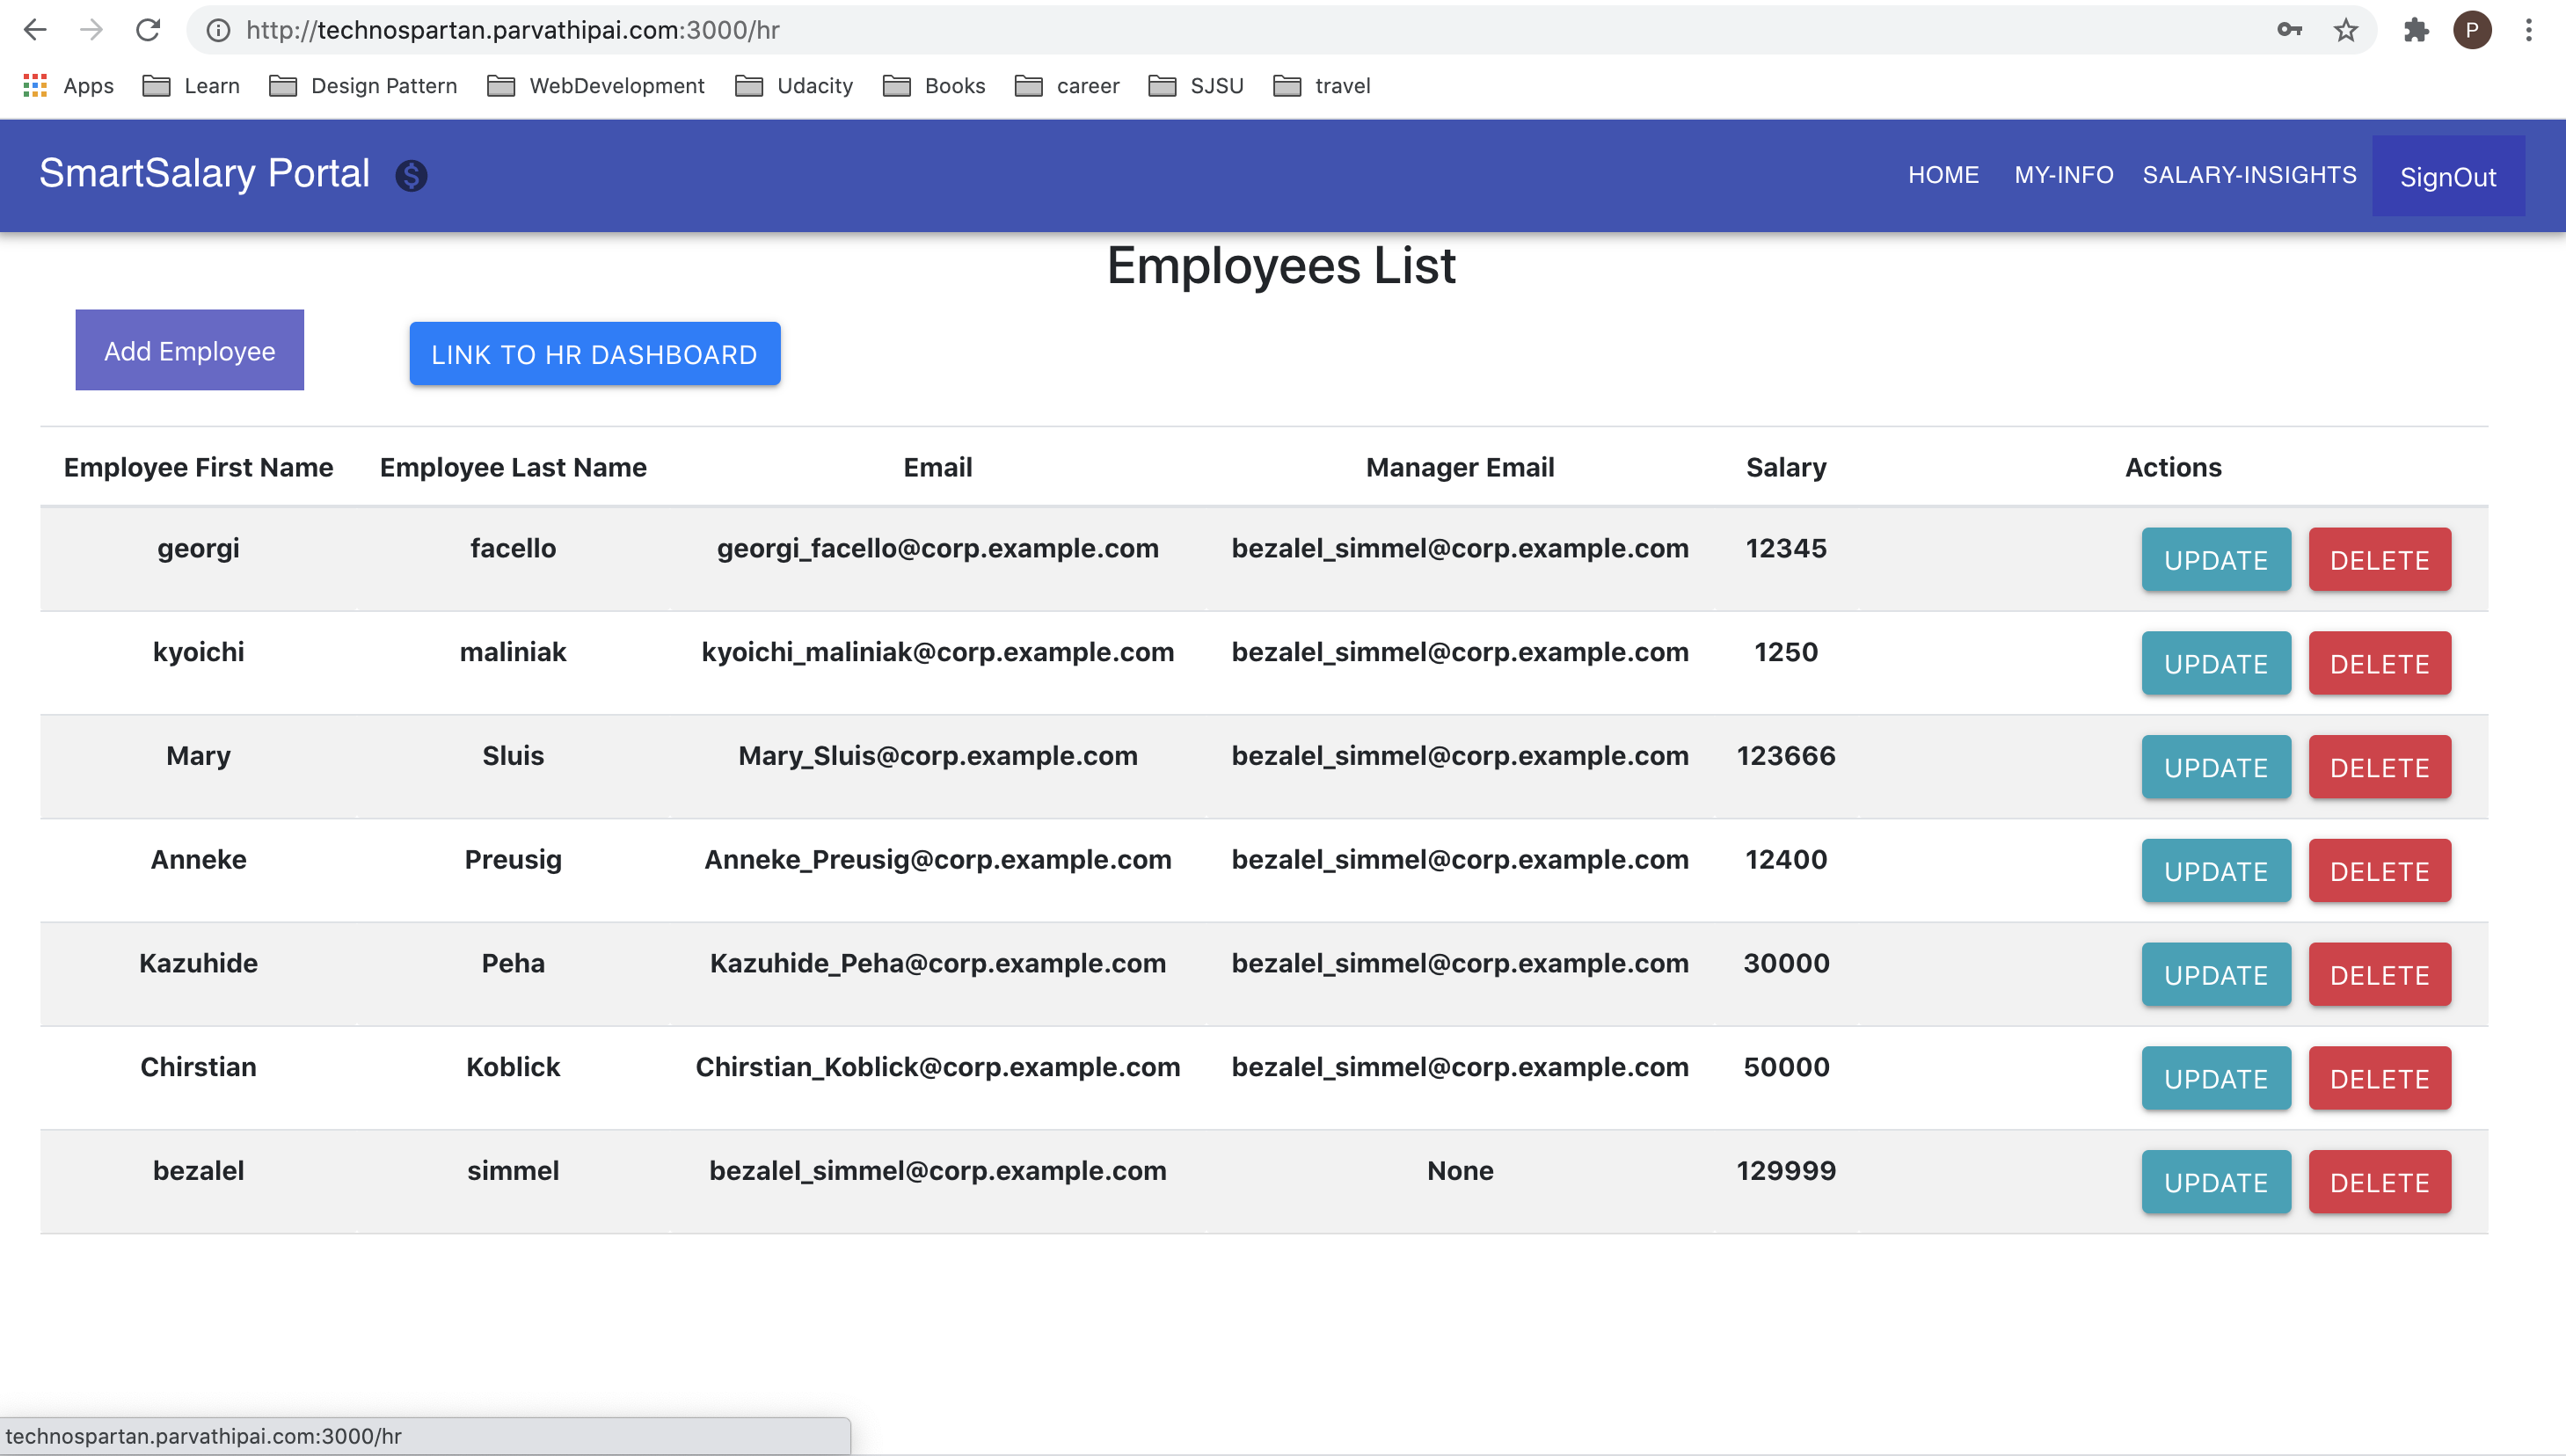 http://technospartan.parvathipai.com:3000/hr
P
Apps Learn Design Pattern WebDevelopment Udacity Books career SJSU travel
SmartSalary Portal $ HOME MY-INFO SALARY-INSIGHTS SignOut
Employees List
Add Employee LINK TO HR DASHBOARD
Employee First Name Employee Last Name Email Manager Email Salary Actions
georgi facello georgi_facello@corp.example.com bezalel_simmel@corp.example.com 12345 UPDATE DELETE
kyoichi maliniak kyoichi_maliniak@corp.example.com bezalel_simmel@corp.example.com 1250 UPDATE DELETE
Mary Sluis Mary_Sluis@corp.example.com bezalel_simmel@corp.example.com 123666 UPDATE DELETE
Anneke Preusig Anneke_Preusig@corp.example.com bezalel_simmel@corp.example.com 12400 UPDATE DELETE
Kazuhide Peha Kazuhide_Peha@corp.example.com bezalel_simmel@corp.example.com 30000 UPDATE DELETE
Chirstian Koblick Chirstian_Koblick@corp.example.com bezalel_simmel@corp.example.com 50000 UPDATE DELETE
bezalel simmel bezalel_simmel@corp.example.com None 129999 UPDATE DELETE
technospartan.parvathipai.com:3000/hr